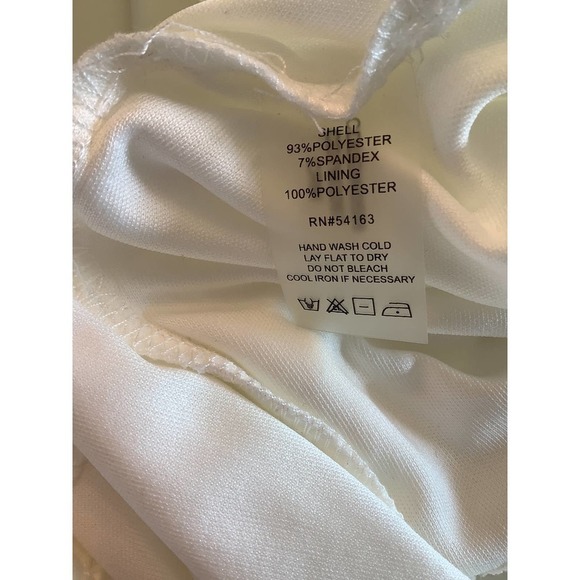 SHELL
93%POLYESTER
7%SPANDEX
LINING
100%POLYESTER
RN#54163
HAND WASH COLD
LAY FLAT TO DRY
DO NOT BLEACH
COOL IRON IF NECESSARY